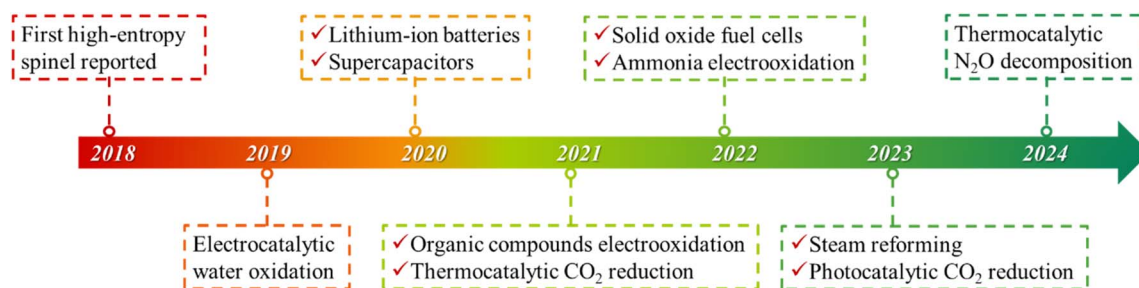 First high-entropy
spinel reported
✓ Lithium-ion batteries
✓ Supercapacitors
✓ Solid oxide fuel cells
✓ Ammonia electrooxidation
Thermocatalytic
N₂O decomposition
2018 2019 2020 2021 2022 2023 2024
Electrocatalytic
water oxidation
✓ Organic compounds electrooxidation
✓ Thermocatalytic CO₂ reduction
✓ Steam reforming
✓ Photocatalytic CO₂ reduction